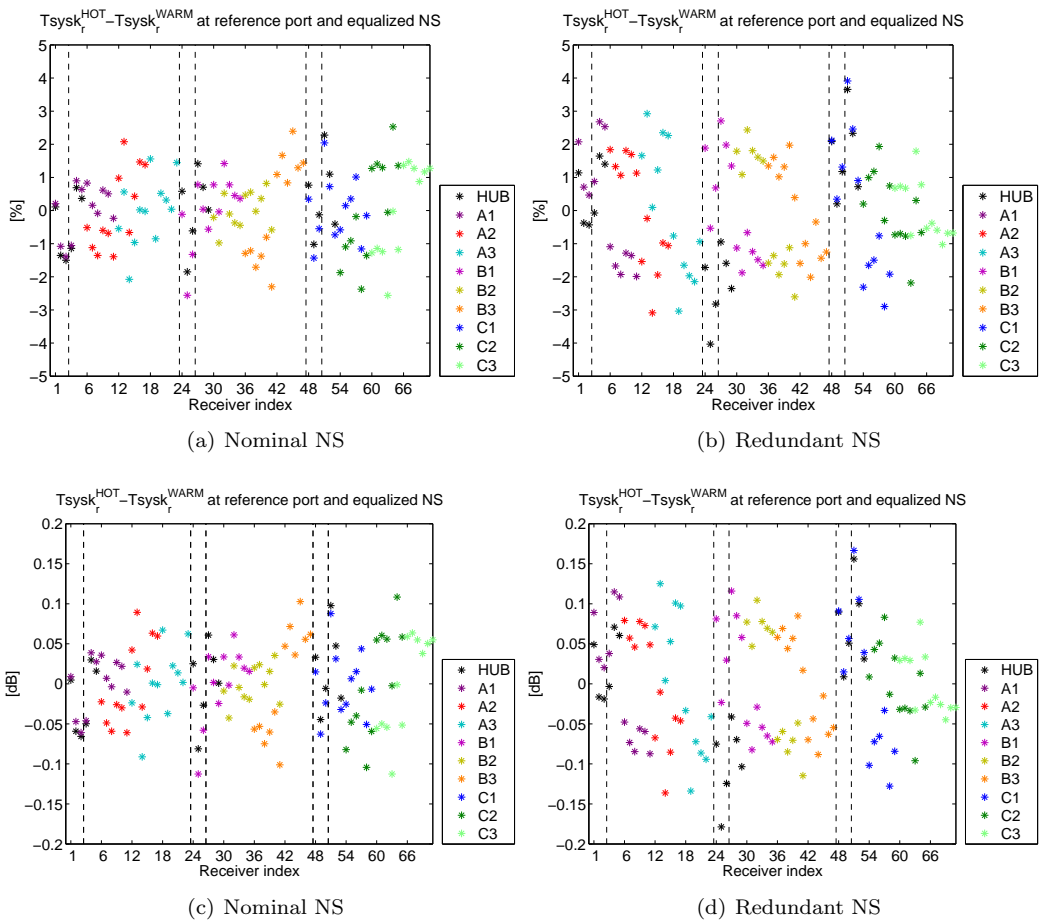 Tsysk_r^HOT−Tsysk_r^WARM at reference port and equalized NS
5
4
3
2
1
0
−1
−2
−3
−4
−5
[%]
1 6 12 18 24 30 36 42 48 54 60 66
Receiver index
HUB
A1
A2
A3
B1
B2
B3
C1
C2
C3
(a) Nominal NS
Tsysk_r^HOT−Tsysk_r^WARM at reference port and equalized NS
5
4
3
2
1
0
−1
−2
−3
−4
−5
[%]
1 6 12 18 24 30 36 42 48 54 60 66
Receiver index
HUB
A1
A2
A3
B1
B2
B3
C1
C2
C3
(b) Redundant NS
Tsysk_r^HOT−Tsysk_r^WARM at reference port and equalized NS
0.2
0.15
0.1
0.05
0
−0.05
−0.1
−0.15
−0.2
[dB]
1 6 12 18 24 30 36 42 48 54 60 66
Receiver index
HUB
A1
A2
A3
B1
B2
B3
C1
C2
C3
(c) Nominal NS
Tsysk_r^HOT−Tsysk_r^WARM at reference port and equalized NS
0.2
0.15
0.1
0.05
0
−0.05
−0.1
−0.15
−0.2
[dB]
1 6 12 18 24 30 36 42 48 54 60 66
Receiver index
HUB
A1
A2
A3
B1
B2
B3
C1
C2
C3
(d) Redundant NS